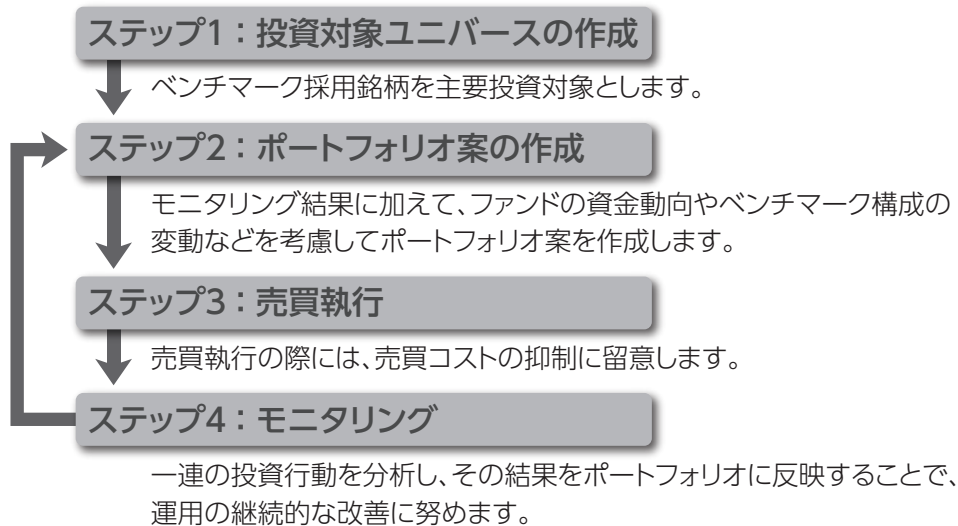 ステップ1：投資対象ユニバースの作成
ベンチマーク採用銘柄を主要投資対象とします。
ステップ2：ポートフォリオ案の作成
モニタリング結果に加えて、ファンドの資金動向やベンチマーク構成の
変動などを考慮してポートフォリオ案を作成します。
ステップ3：売買執行
売買執行の際には、売買コストの抑制に留意します。
ステップ4：モニタリング
一連の投資行動を分析し、その結果をポートフォリオに反映することで、
運用の継続的な改善に努めます。